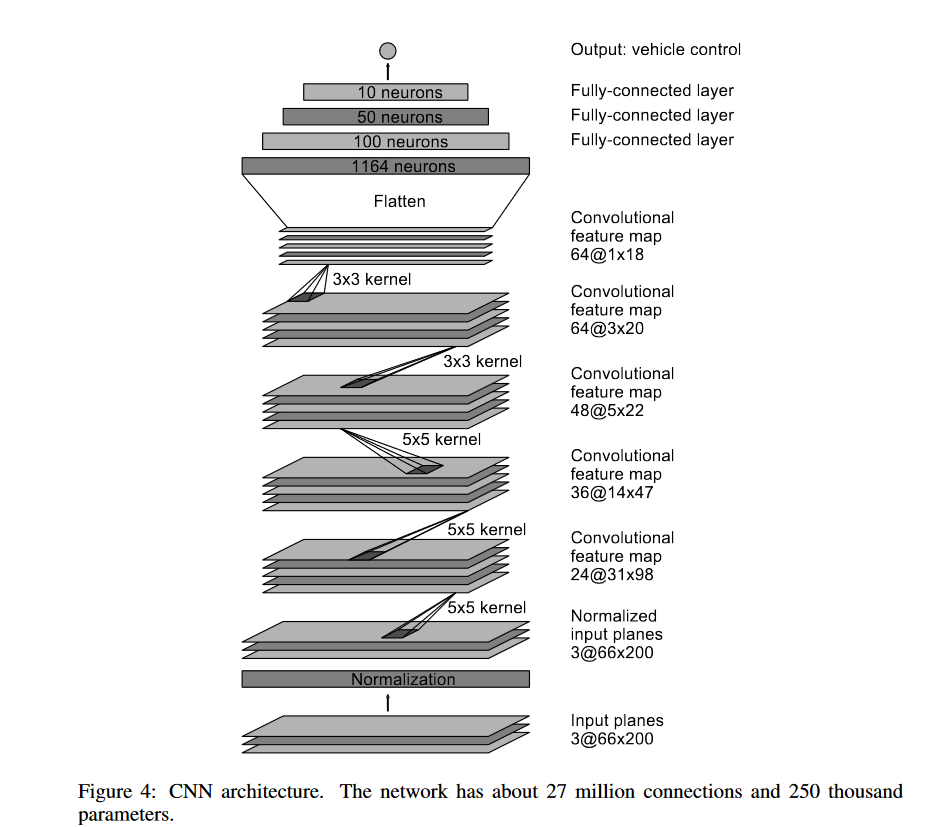 Output: vehicle control
10 neurons
Fully-connected layer
50 neurons
Fully-connected layer
100 neurons
Fully-connected layer
1164 neurons
Flatten
Convolutional
feature map
64@1x18
3x3 kernel
Convolutional
feature map
64@3x20
3x3 kernel
Convolutional
feature map
48@5x22
5x5 kernel
Convolutional
feature map
36@14x47
5x5 kernel
Convolutional
feature map
24@31x98
5x5 kernel
Normalized
input planes
3@66x200
Normalization
Input planes
3@66x200
Figure 4: CNN architecture. The network has about 27 million connections and 250 thousand
parameters.